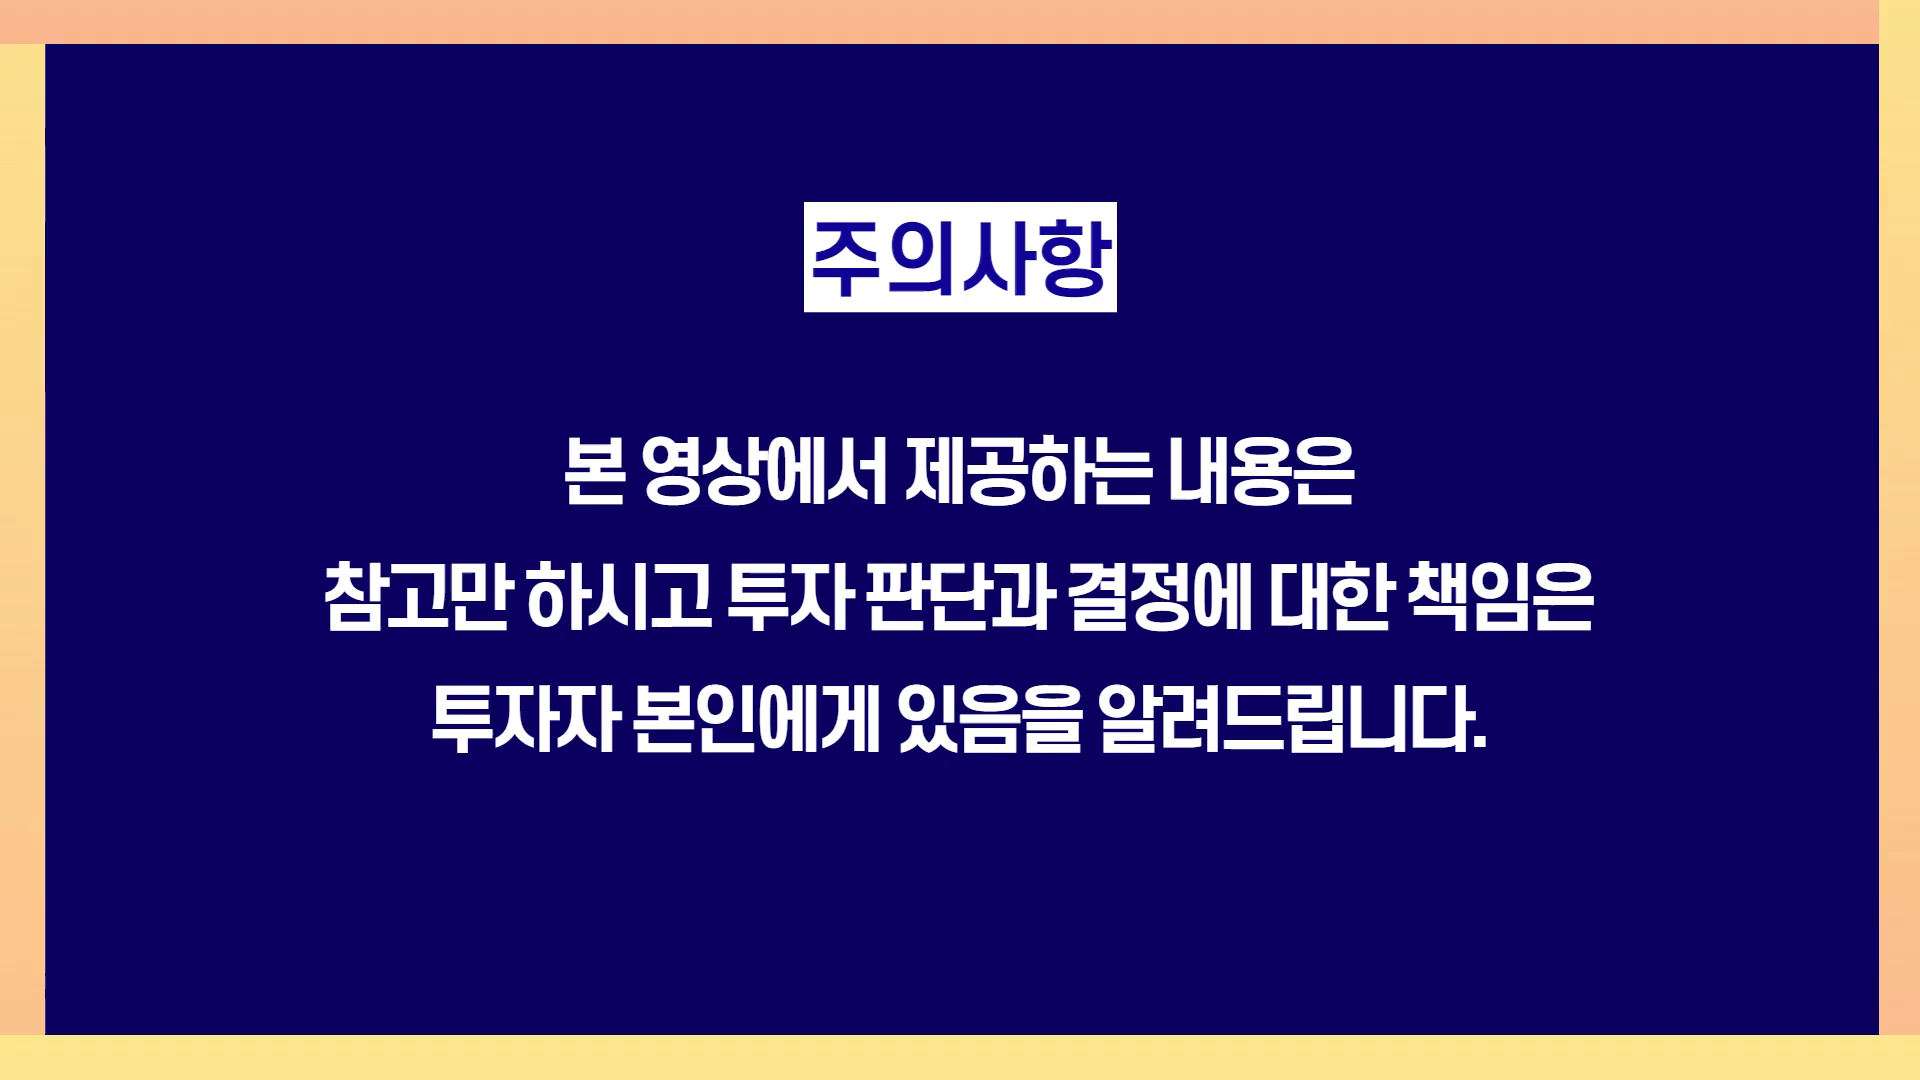 주의사항
본 영상에서 제공하는 내용은
참고만 하시고 투자 판단과 결정에 대한 책임은
투자자 본인에게 있음을 알려드립니다.